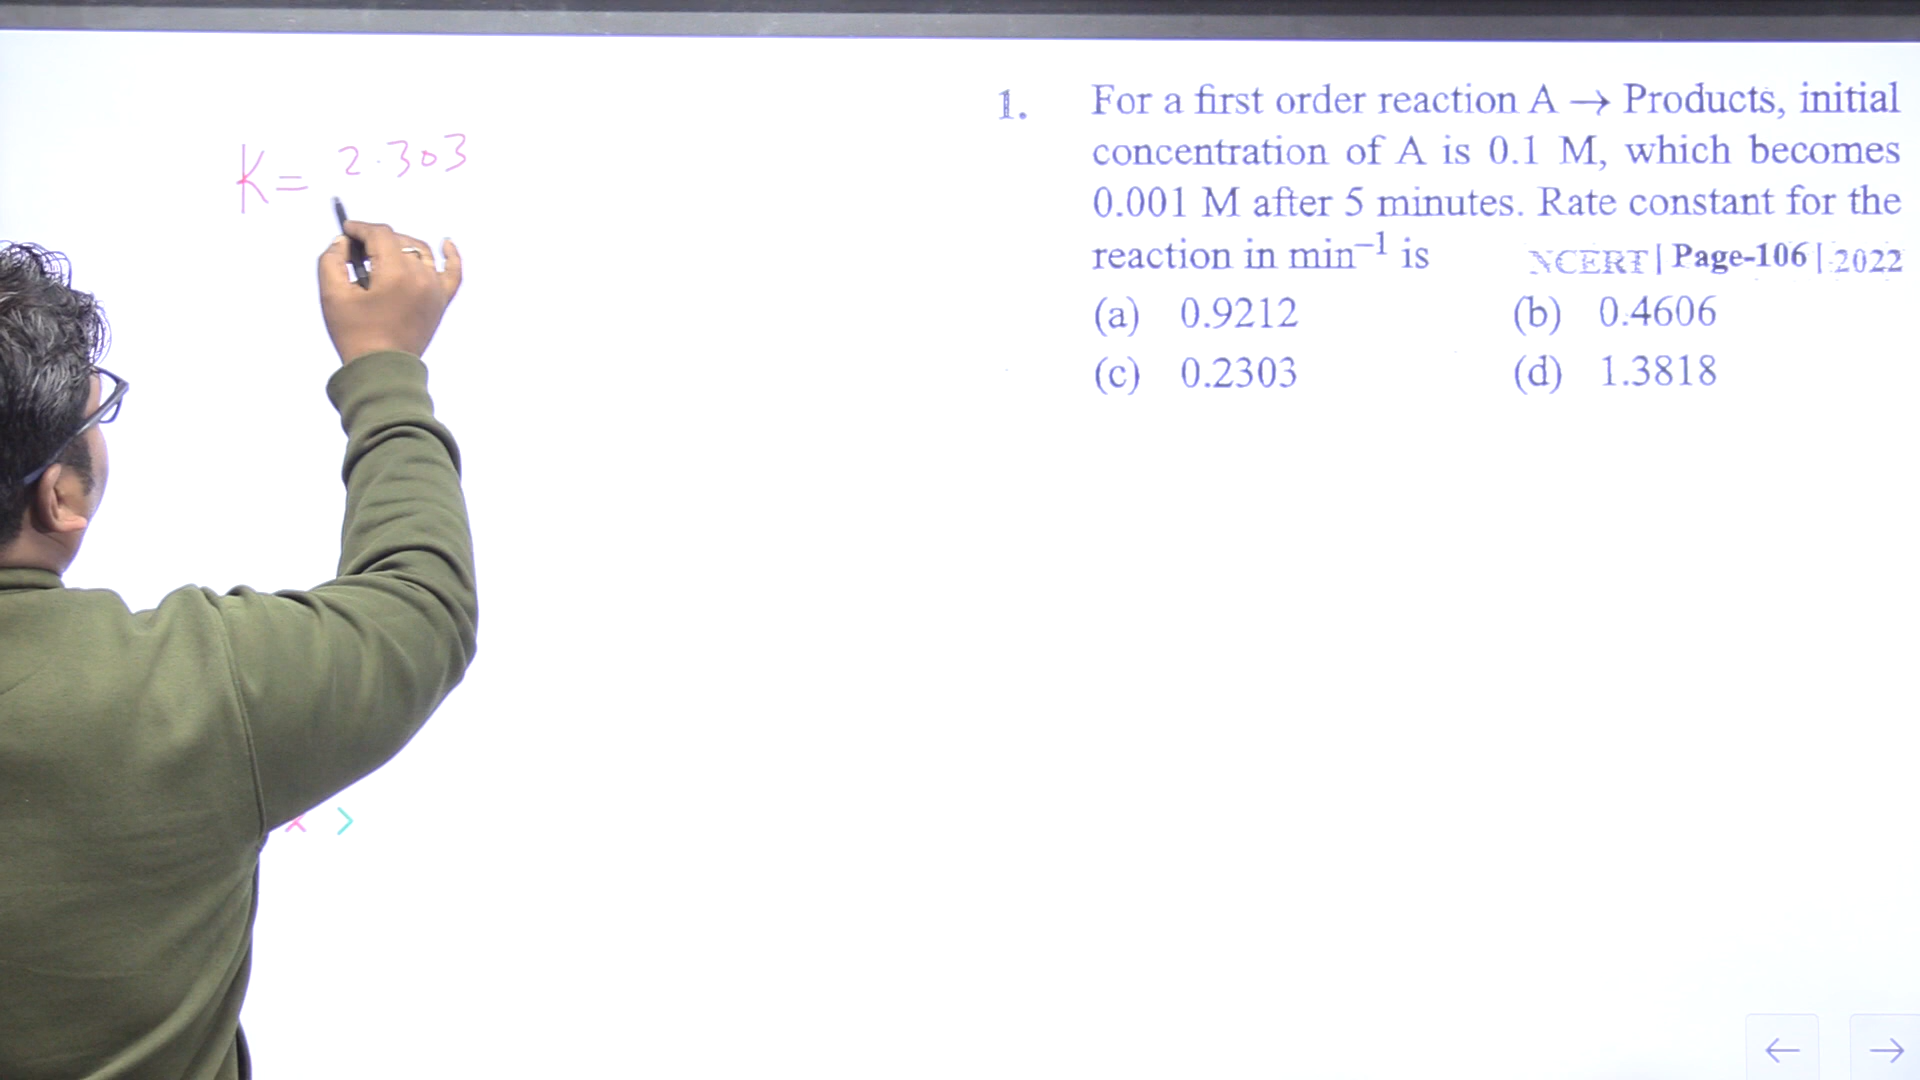 K= 2.303
1. For a first order reaction A → Products, initial
concentration of A is 0.1 M, which becomes
0.001 M after 5 minutes. Rate constant for the
reaction in min⁻¹ is NCERT | Page-106 | 2022
(a) 0.9212 (b) 0.4606
(c) 0.2303 (d) 1.3818